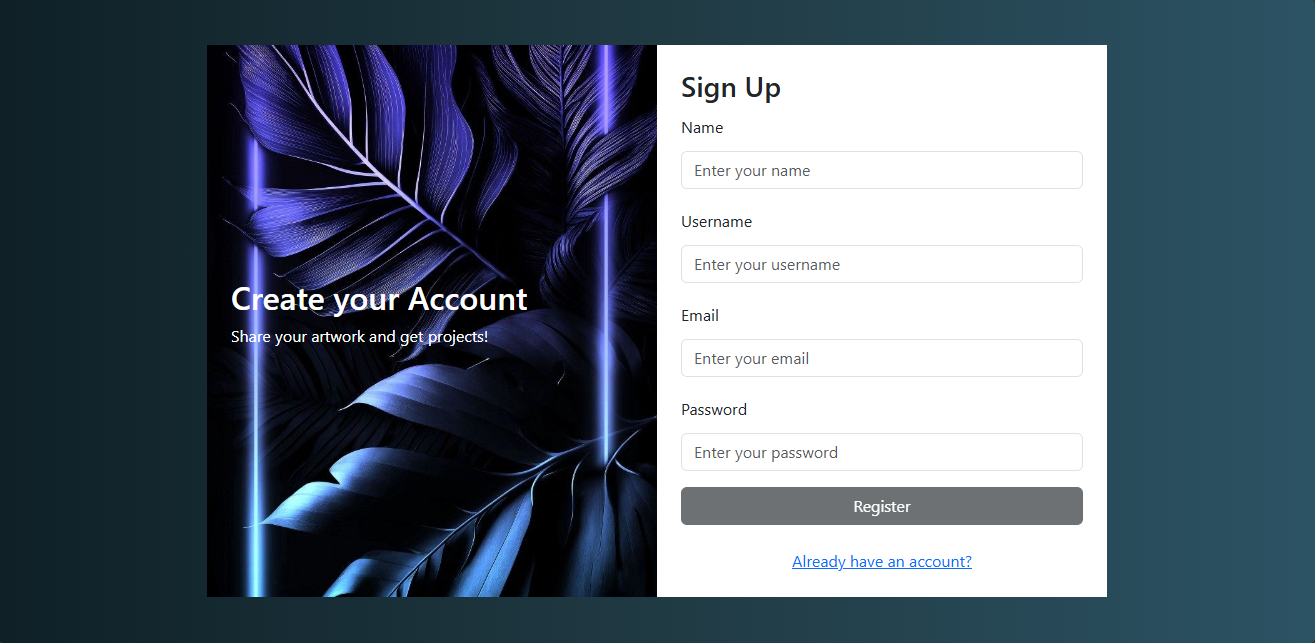 Create your Account
Share your artwork and get projects!
Sign Up
Name
Enter your name
Username
Enter your username
Email
Enter your email
Password
Enter your password
Register
Already have an account?